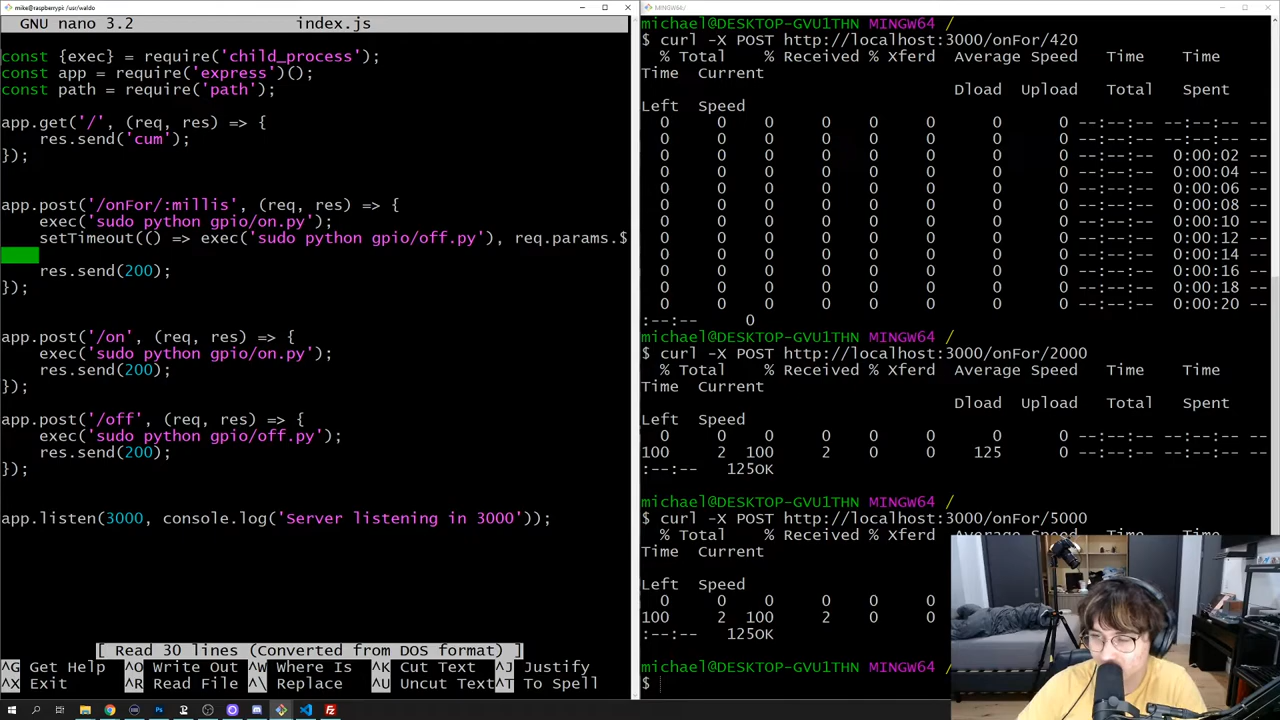 mike@raspberrypi: /usr/waldo
GNU nano 3.2 index.js
const {exec} = require('child_process');
const app = require('express')();
const path = require('path');
app.get('/', (req, res) => {
res.send('cum');
});
app.post('/onFor/:millis', (req, res) => {
exec('sudo python gpio/on.py');
setTimeout(() => exec('sudo python gpio/off.py'), req.params.$
res.send(200);
});
app.post('/on', (req, res) => {
exec('sudo python gpio/on.py');
res.send(200);
});
app.post('/off', (req, res) => {
exec('sudo python gpio/off.py');
res.send(200);
});
app.listen(3000, console.log('Server listening in 3000'));
[ Read 30 lines (Converted from DOS format) ]
^G Get Help ^O Write Out ^W Where Is ^K Cut Text ^J Justify
^X Exit ^R Read File ^\ Replace ^U Uncut Text ^T To Spell
MINGW64:/
michael@DESKTOP-GVU1THN MINGW64 /
$ curl -X POST http://localhost:3000/onFor/420
% Total % Received % Xferd Average Speed Time Time
Time Current
Dload Upload Total Spent
Left Speed
0 0 0 0 0 0 0 0 --:--:-- --:--:-- --
0 0 0 0 0 0 0 0 --:--:-- --:--:-- --
0 0 0 0 0 0 0 0 --:--:-- 0:00:02 --
0 0 0 0 0 0 0 0 --:--:-- 0:00:04 --
0 0 0 0 0 0 0 0 --:--:-- 0:00:06 --
0 0 0 0 0 0 0 0 --:--:-- 0:00:08 --
0 0 0 0 0 0 0 0 --:--:-- 0:00:10 --
0 0 0 0 0 0 0 0 --:--:-- 0:00:12 --
0 0 0 0 0 0 0 0 --:--:-- 0:00:14 --
0 0 0 0 0 0 0 0 --:--:-- 0:00:16 --
0 0 0 0 0 0 0 0 --:--:-- 0:00:18 --
0 0 0 0 0 0 0 0 --:--:-- 0:00:20 --
:--:-- 0
michael@DESKTOP-GVU1THN MINGW64 /
$ curl -X POST http://localhost:3000/onFor/2000
% Total % Received % Xferd Average Speed Time Time
Time Current
Dload Upload Total Spent
Left Speed
0 0 0 0 0 0 0 0 --:--:-- --:--:-- --
100 2 100 2 0 0 125 0 --:--:-- --:--:-- --
:--:-- 125OK
michael@DESKTOP-GVU1THN MINGW64 /
$ curl -X POST http://localhost:3000/onFor/5000
% Total % Received % Xferd Average Speed Time Time
Time Current
Left Speed
0 0 0 0 0 0
100 2 100 2 0 0
:--:-- 125OK
michael@DESKTOP-GVU1THN MINGW64 /
$